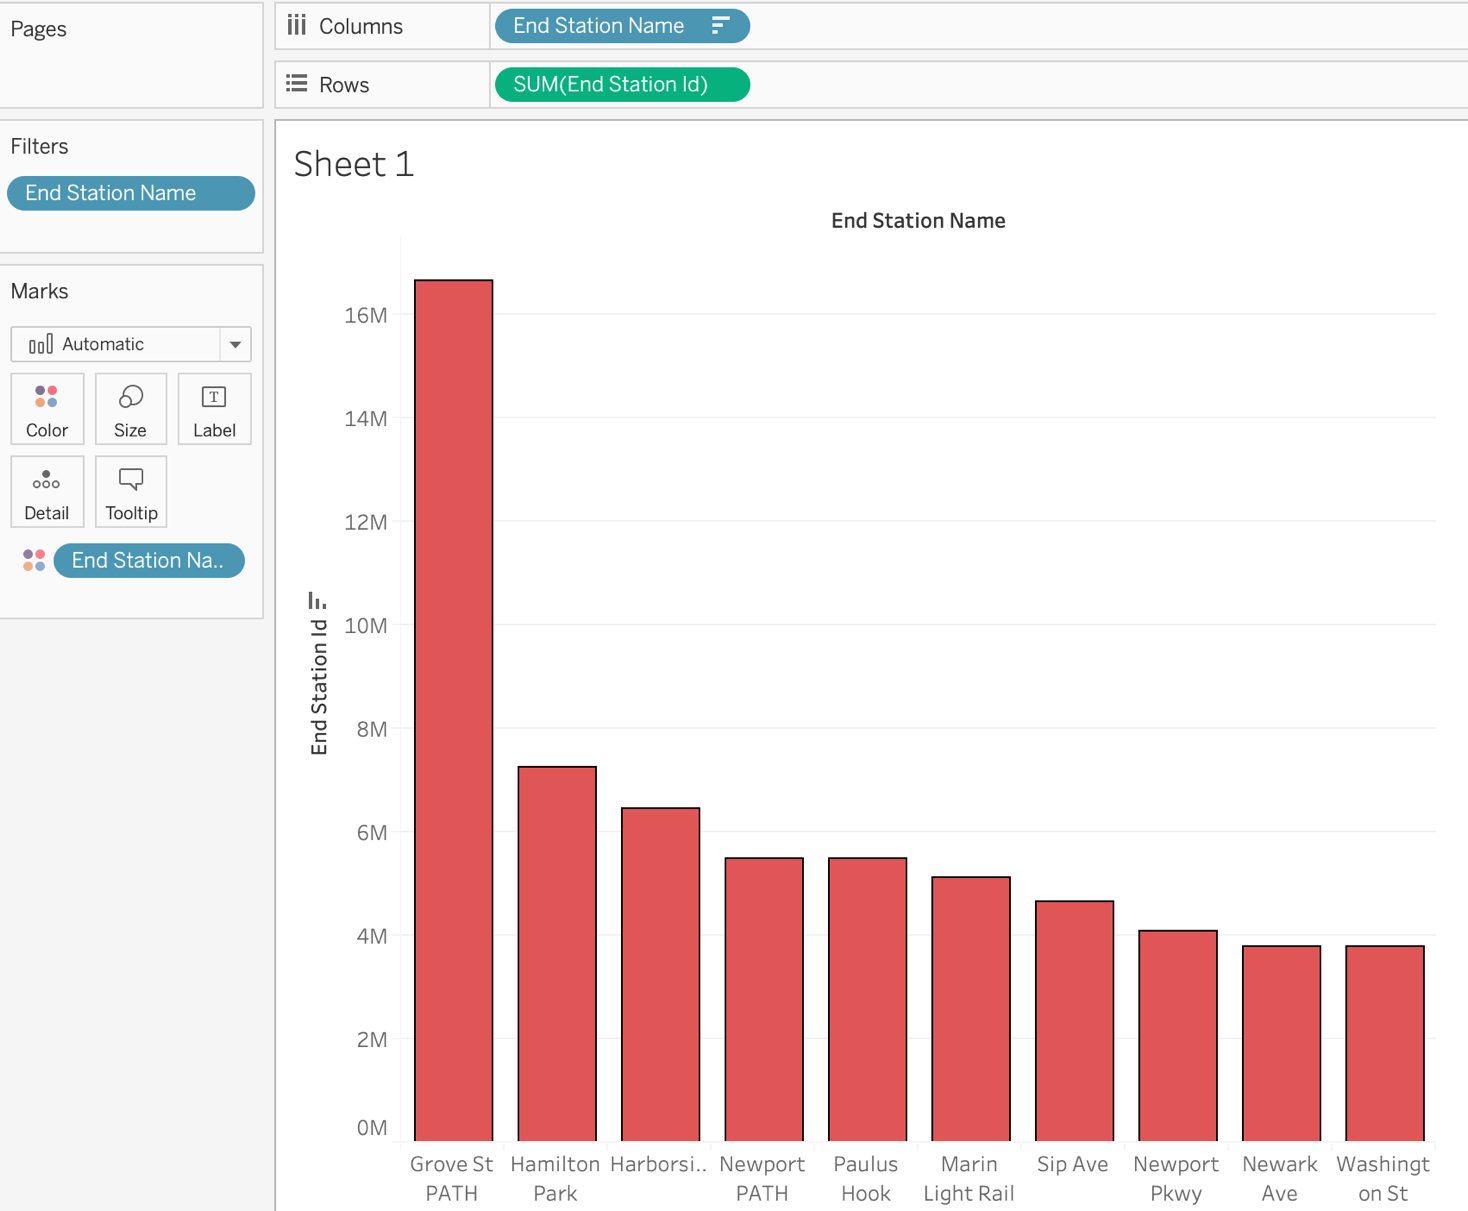 Pages
Columns
End Station Name
Rows
SUM(End Station Id)
Filters
End Station Name
Marks
Automatic
Color
Size
Label
Detail
Tooltip
End Station Na..
Sheet 1
End Station Name
End Station Id
16M
14M
12M
10M
8M
6M
4M
2M
0M
Grove St
PATH
Hamilton
Park
Harborsi..
Newport
PATH
Paulus
Hook
Marin
Light Rail
Sip Ave
Newport
Pkwy
Newark
Ave
Washingt
on St